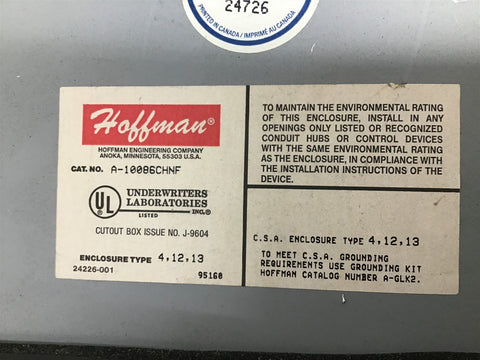 24726
PRINTED IN CANADA / IMPRIMÉ AU CANADA
Hoffman®
HOFFMAN ENGINEERING COMPANY
ANOKA, MINNESOTA, 55303 U.S.A.
CAT. NO. A-10086CHNF
UL
UNDERWRITERS
LABORATORIES
INC.®
LISTED
CUTOUT BOX ISSUE NO. J-9604
ENCLOSURE TYPE 4,12,13
24226-001 95160
TO MAINTAIN THE ENVIRONMENTAL RATING
OF THIS ENCLOSURE, INSTALL IN ANY
OPENINGS ONLY LISTED OR RECOGNIZED
CONDUIT HUBS OR CONTROL DEVICES
WITH THE SAME ENVIRONMENTAL RATING
AS THE ENCLOSURE, IN COMPLIANCE WITH
THE INSTALLATION INSTRUCTIONS OF THE
DEVICE.
C.S.A. ENCLOSURE TYPE 4,12,13
TO MEET C.S.A. GROUNDING
REQUIREMENTS USE GROUNDING KIT
HOFFMAN CATALOG NUMBER A-GLK2.